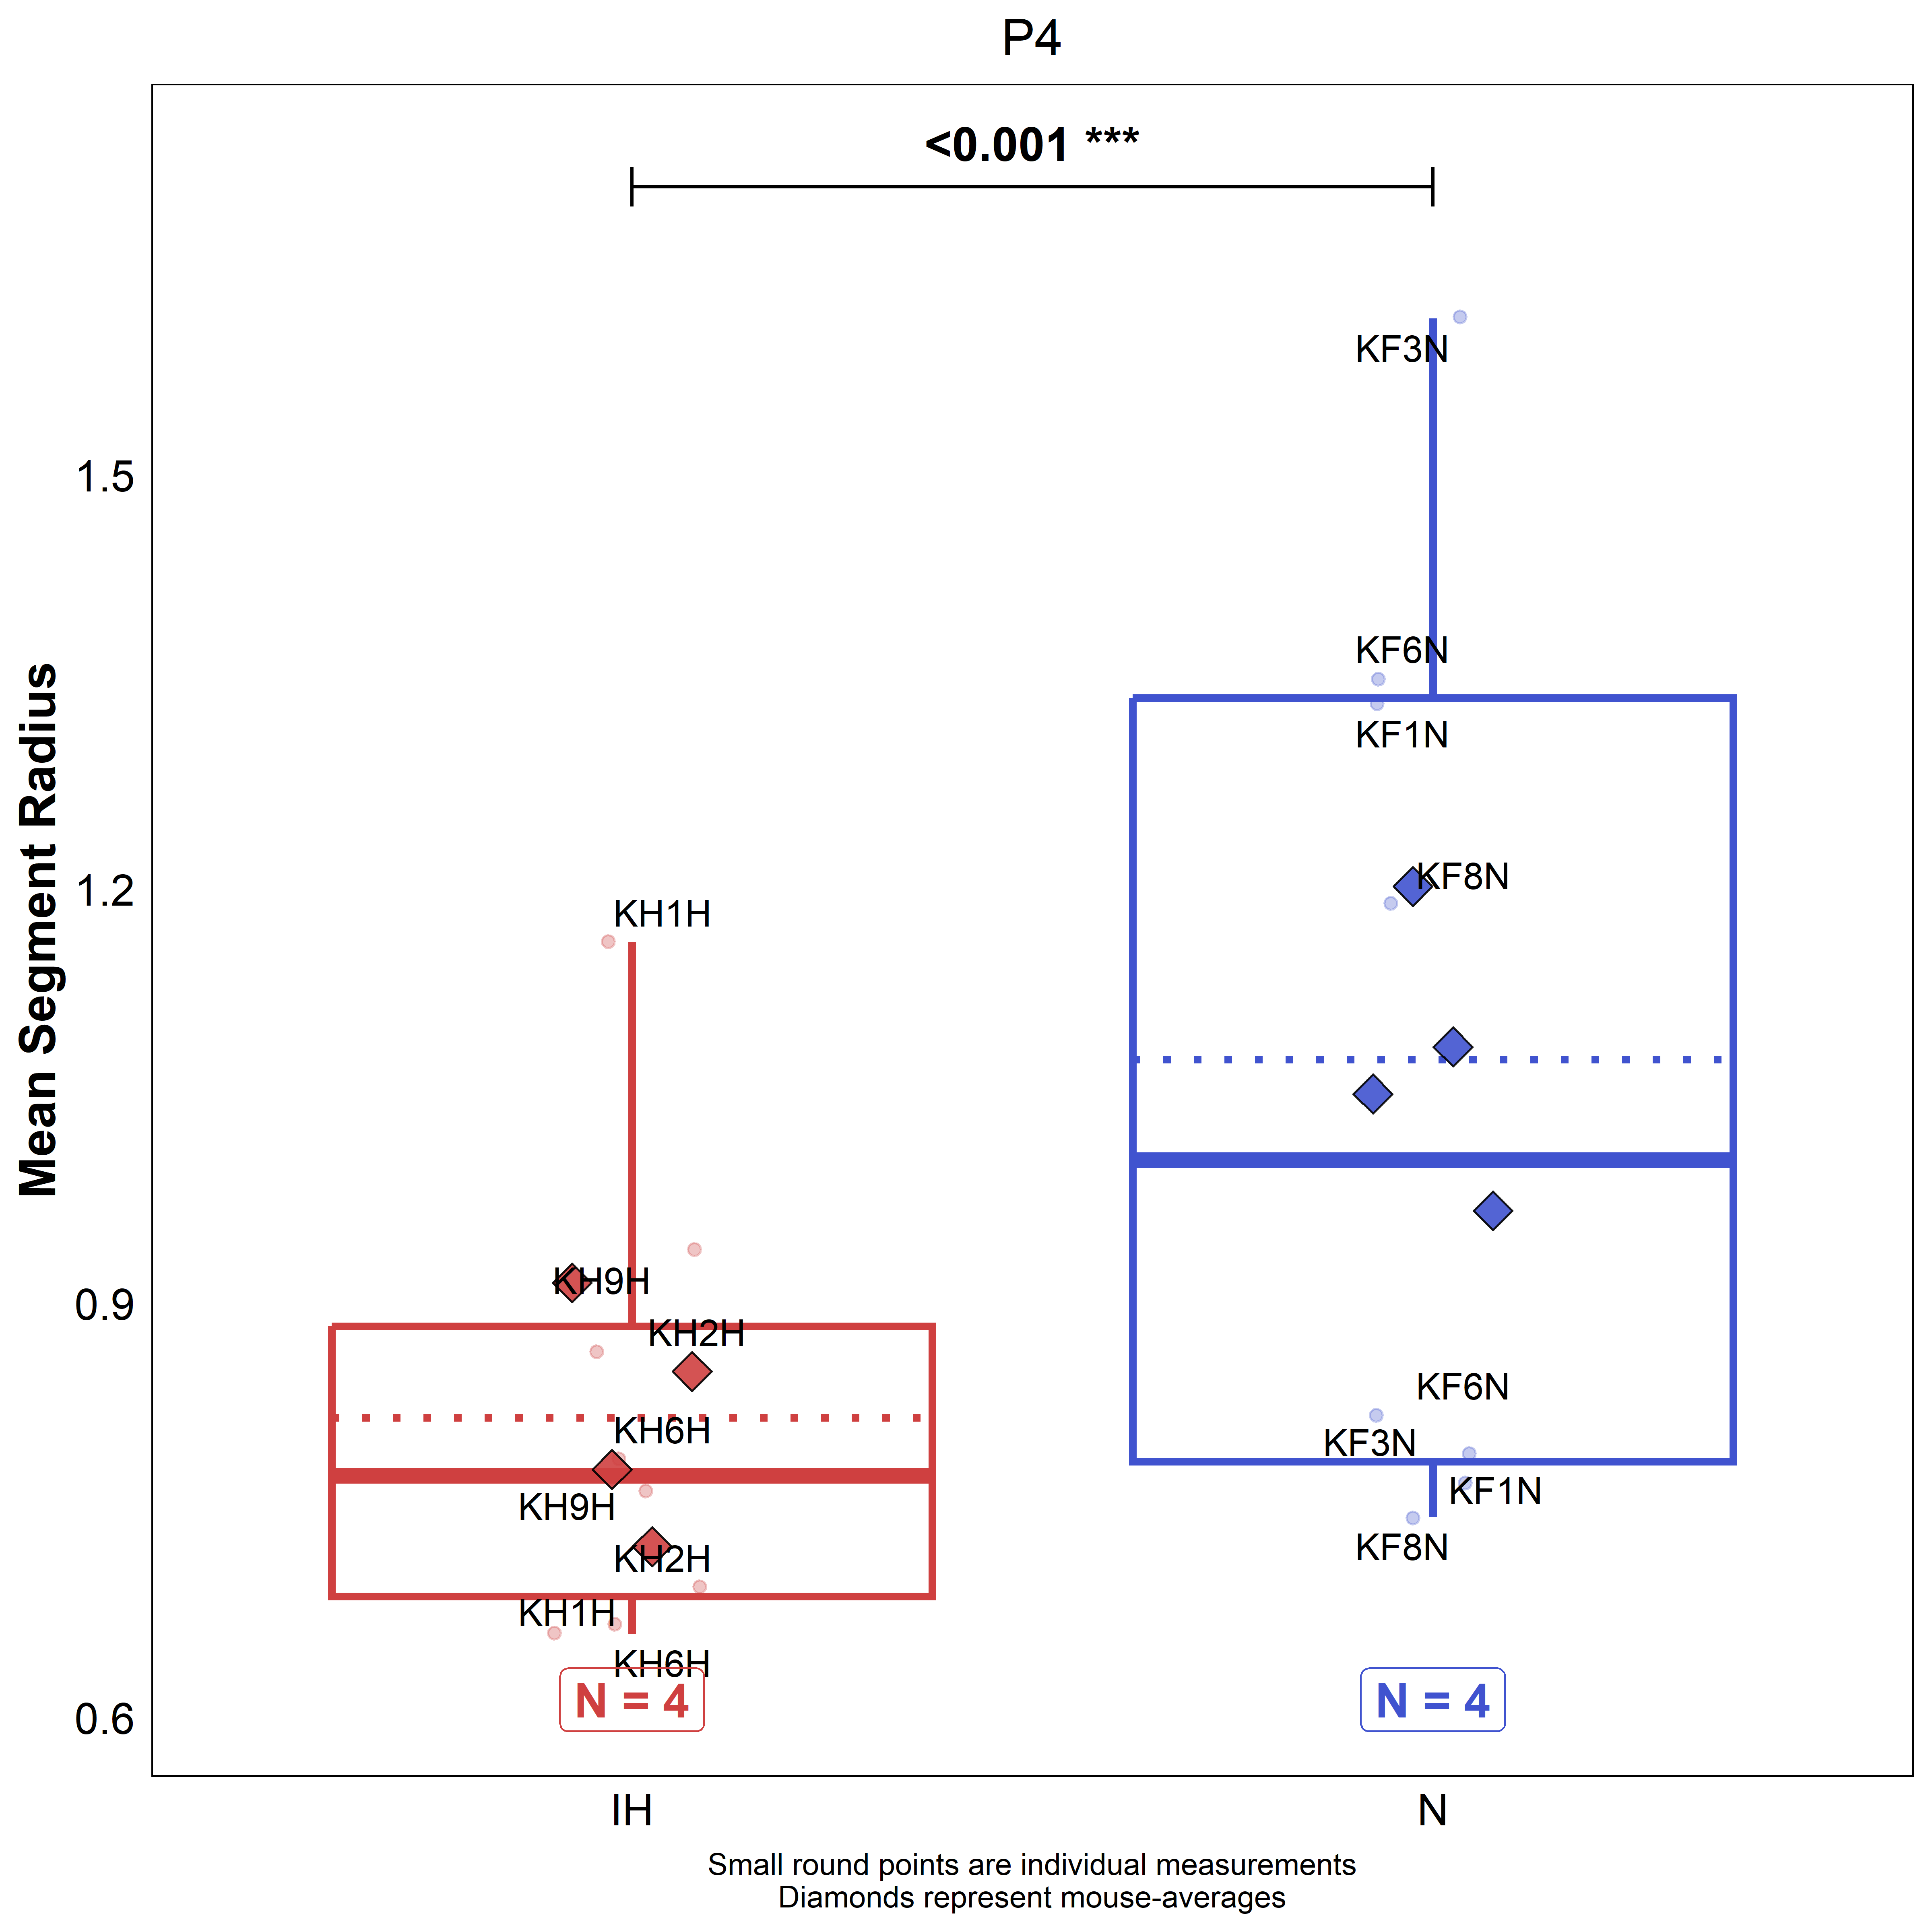 P4
<0.001 ***
KF3N
1.5
KF6N
KF1N
Mean Segment Radius
1.2
KF8N
KH1H
0.9
KH9H
KH2H
KF6N
KH6H
KF3N
KH9H
KF1N
KH2H
KF8N
KH1H
KH6H
0.6
N = 4
N = 4
IH
N
Small round points are individual measurements
Diamonds represent mouse-averages